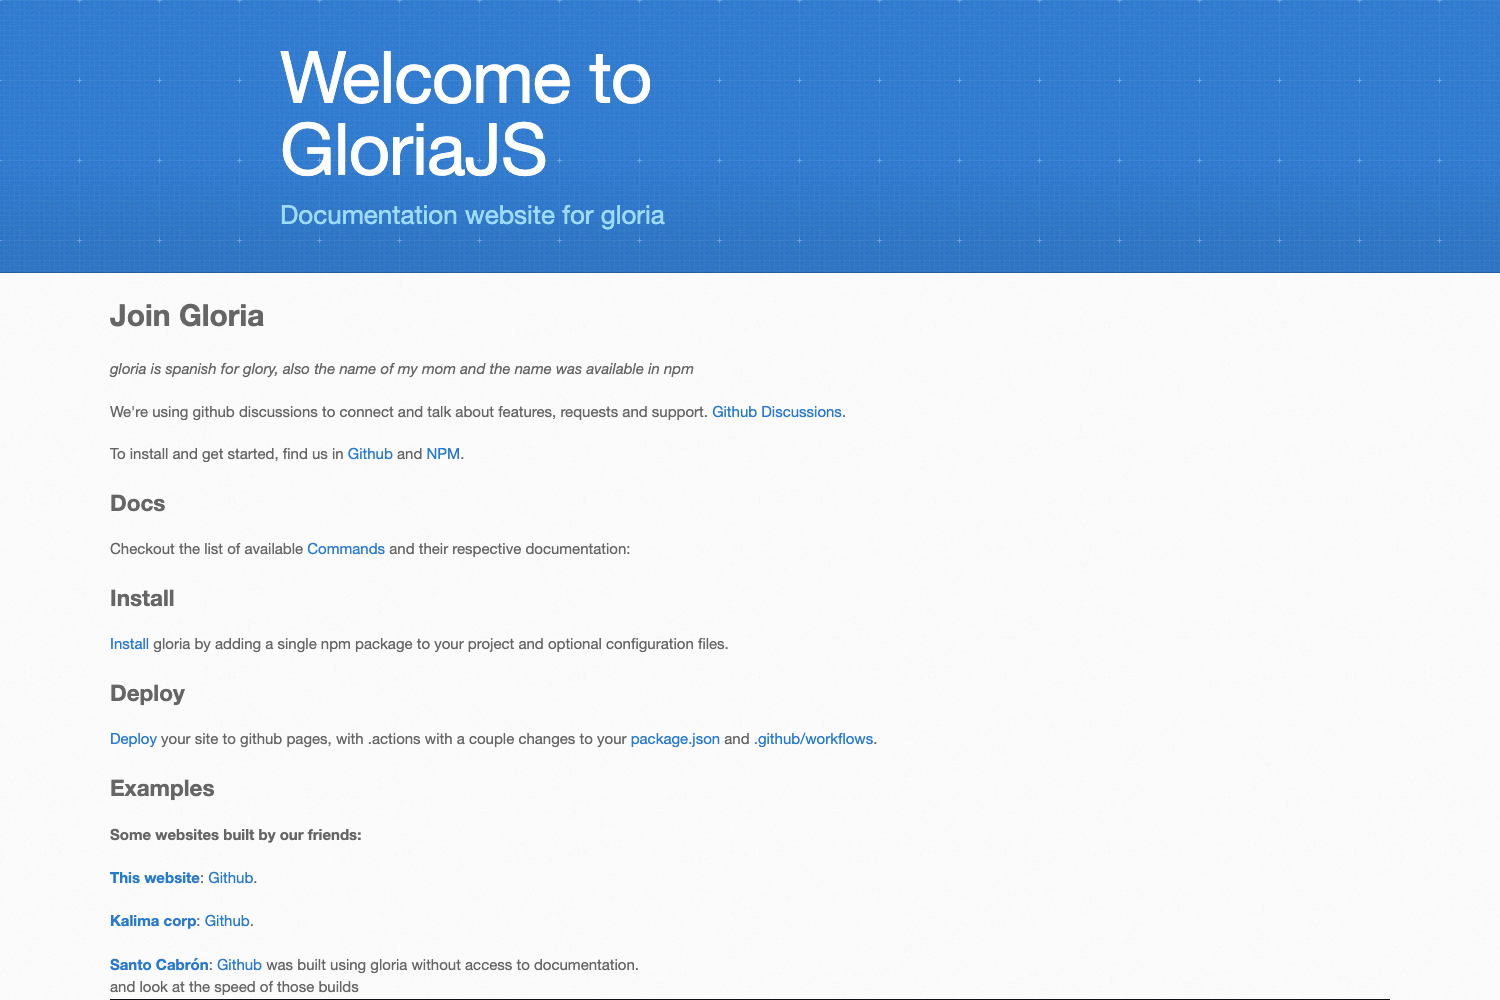 Welcome to
GloriaJS
Documentation website for gloria
Join Gloria
gloria is spanish for glory, also the name of my mom and the name was available in npm
We're using github discussions to connect and talk about features, requests and support. Github Discussions.
To install and get started, find us in Github and NPM.
Docs
Checkout the list of available Commands and their respective documentation:
Install
Install gloria by adding a single npm package to your project and optional configuration files.
Deploy
Deploy your site to github pages, with .actions with a couple changes to your package.json and .github/workflows.
Examples
Some websites built by our friends:
This website: Github.
Kalima corp: Github.
Santo Cabrón: Github was built using gloria without access to documentation.
and look at the speed of those builds